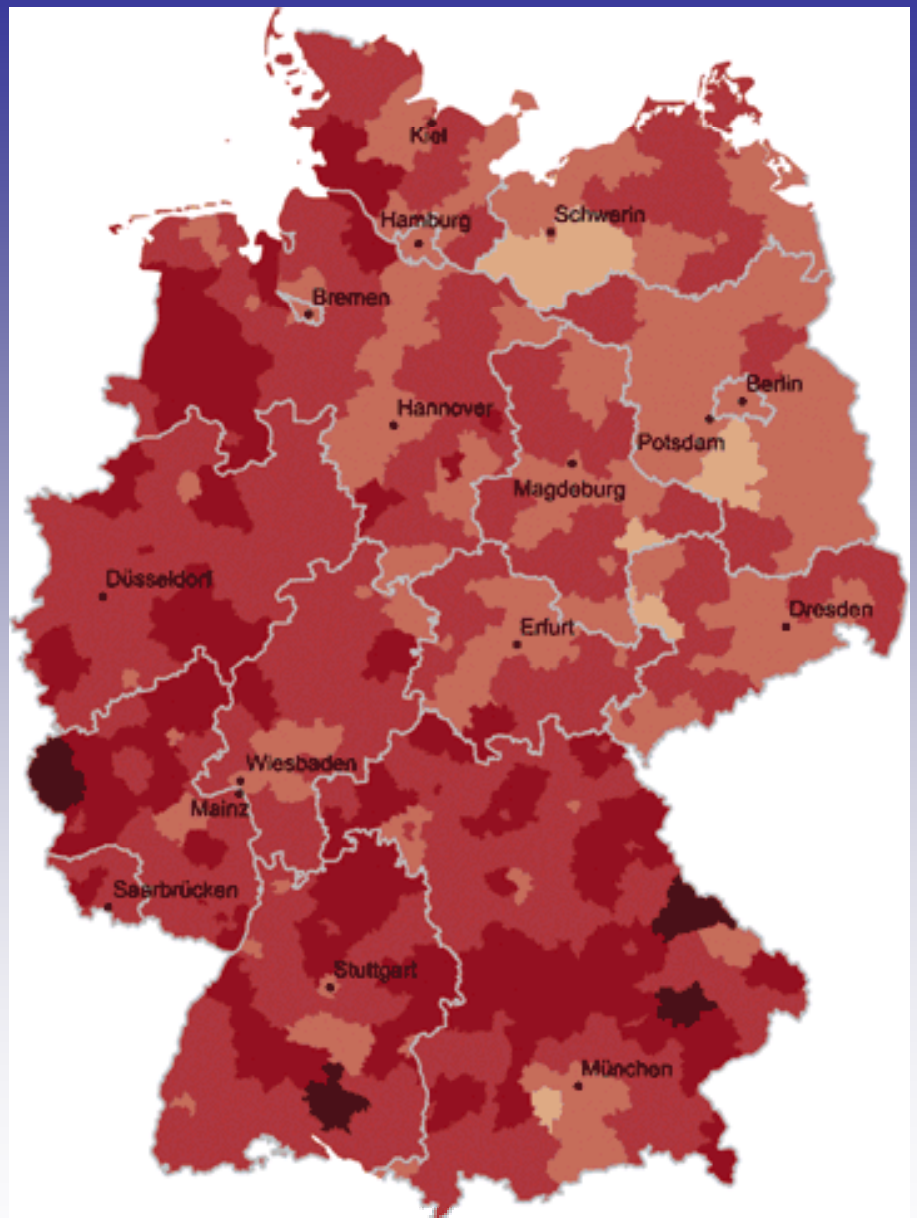 Kiel
Schwerin
Hamburg
Bremen
Berlin
Hannover
Potsdam
Magdeburg
Düsseldorf
Dresden
Erfurt
Wiesbaden
Mainz
Saarbrücken
Stuttgart
München